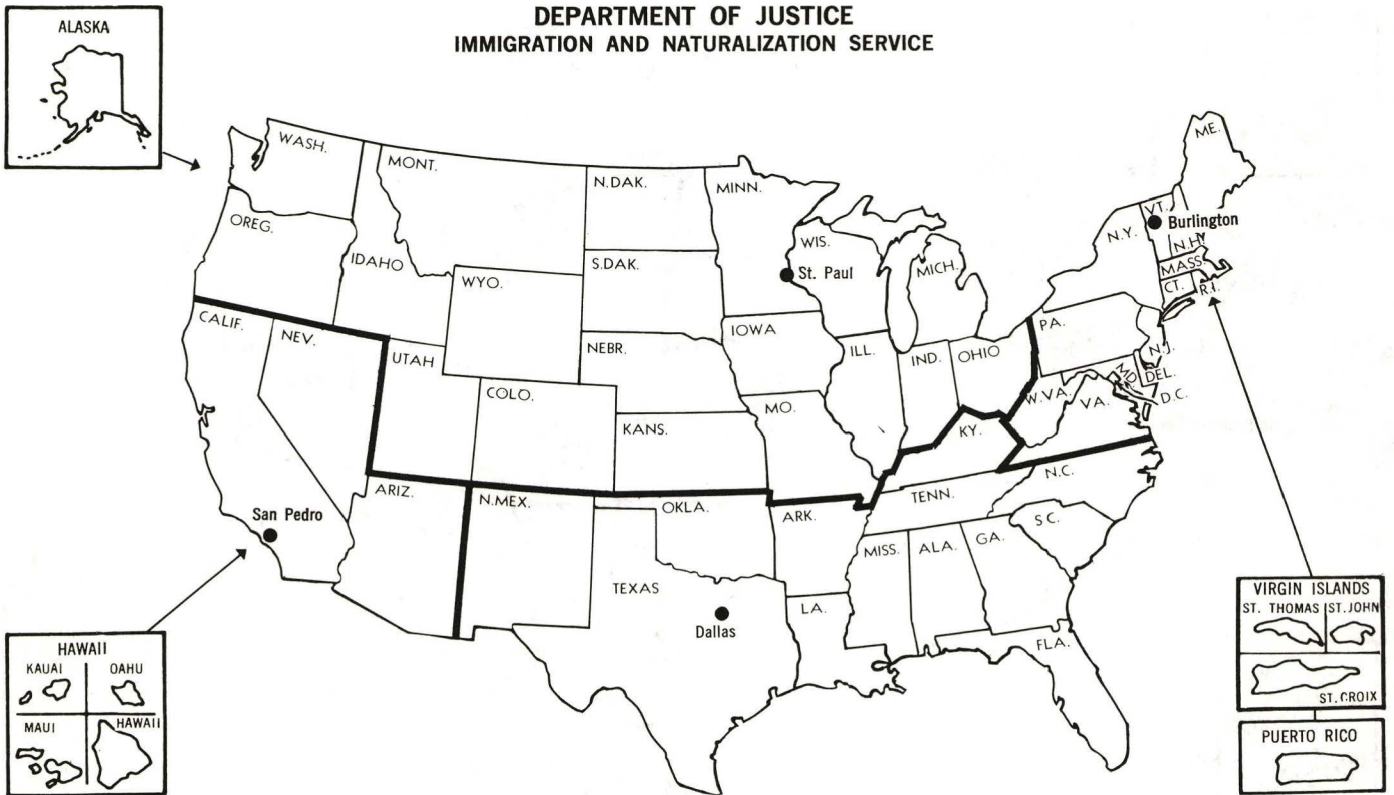 DEPARTMENT OF JUSTICE
IMMIGRATION AND NATURALIZATION SERVICE
ALASKA
WASH.
MONT.
N.DAK.
MINN.
ME.
OREG.
IDAHO
S.DAK.
WIS.
MICH.
N.Y.
VT.
Burlington
N.H.
WYO.
St. Paul
MASS.
CT.
R.I.
CALIF.
NEV.
UTAH
NEBR.
IOWA
ILL.
IND.
OHIO
PA.
N.J.
COLO.
MO.
MD.
DEL.
W.VA.
VA.
D.C.
KANS.
KY.
ARIZ.
N.MEX.
OKLA.
ARK.
TENN.
N.C.
San Pedro
S.C.
MISS.
ALA.
GA.
TEXAS
LA.
Dallas
FLA.
HAWAII
KAUAI
OAHU
MAUI
HAWAII
VIRGIN ISLANDS
ST. THOMAS
ST.JOHN
ST.CROIX
PUERTO RICO